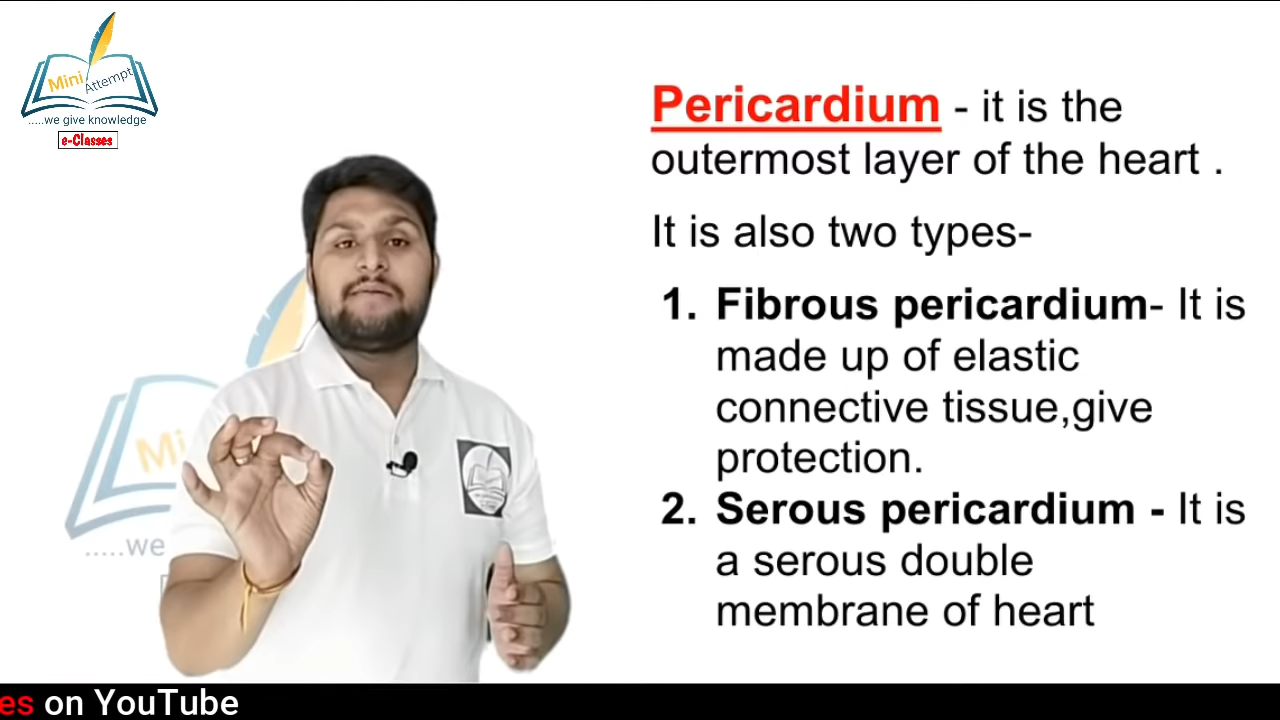 Mini Attempt
.....we give knowledge
e-Classes
Pericardium - it is the
outermost layer of the heart .
It is also two types-
1. Fibrous pericardium- It is
made up of elastic
connective tissue,give
protection.
2. Serous pericardium - It is
a serous double
membrane of heart
Mi
.....we
es on YouTube